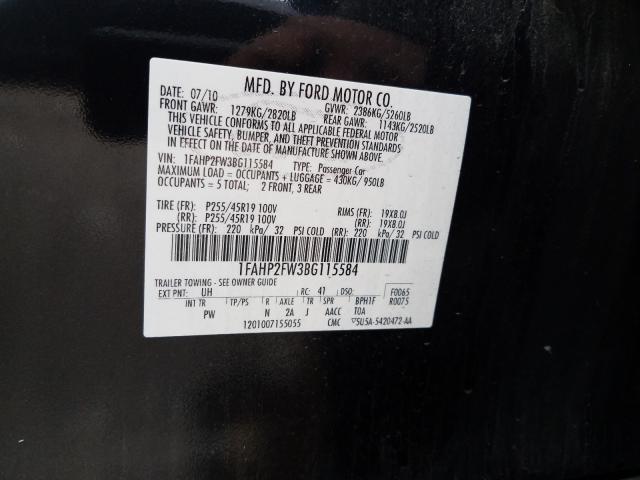 MFD. BY FORD MOTOR CO.
DATE: 07/10 GVWR: 2386KG/5260LB
FRONT GAWR: 1279KG/2820LB REAR GAWR: 1143KG/2520LB
THIS VEHICLE CONFORMS TO ALL APPLICABLE FEDERAL MOTOR
VEHICLE SAFETY, BUMPER, AND THEFT PREVENTION STANDARDS
IN EFFECT ON THE DATE OF MANUFACTURE SHOWN ABOVE.
VIN: 1FAHP2FW3BG115584 TYPE: Passenger Car
MAXIMUM LOAD = OCCUPANTS + LUGGAGE = 430KG/ 950LB
OCCUPANTS = 5 TOTAL; 2 FRONT, 3 REAR
TIRE (FR): P255/45R19 100V RIMS (FR): 19X8.0J
(RR): P255/45R19 100V (RR): 19X8.0J
PRESSURE (FR): 220 kPa/ 32 PSI COLD (RR): 220 kPa/ 32 PSI COLD
1FAHP2FW3BG115584
TRAILER TOWING - SEE OWNER GUIDE
EXT PNT: UH RC: 41 DSO: F0065
INT TR TP/PS R AXLE TR SPR BPH1F R0075
PW N 2A J AACC TOA
1201007155055 CMC ▽5U5A-5420472-AA